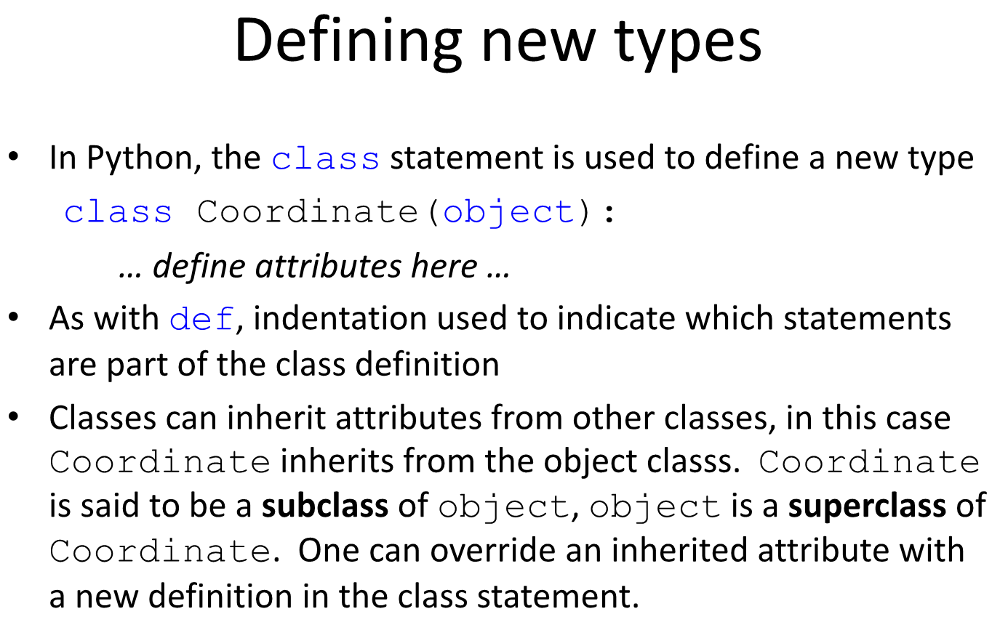 Defining new types
• In Python, the class statement is used to define a new type
class Coordinate(object):
… define attributes here …
• As with def, indentation used to indicate which statements
are part of the class definition
• Classes can inherit attributes from other classes, in this case
Coordinate inherits from the object classs. Coordinate
is said to be a subclass of object, object is a superclass of
Coordinate. One can override an inherited attribute with
a new definition in the class statement.